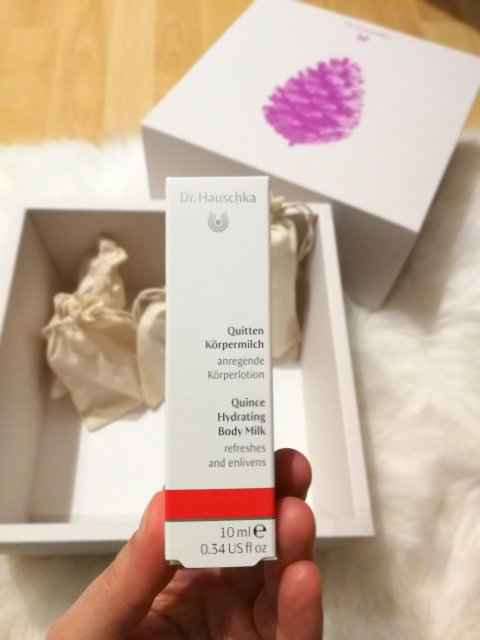 Dr. Hauschka
Quitten
Körpermilch
anregende
Körperlotion
Quince
Hydrating
Body Milk
refreshes
and enlivens
10 ml e
0.34 US fl oz